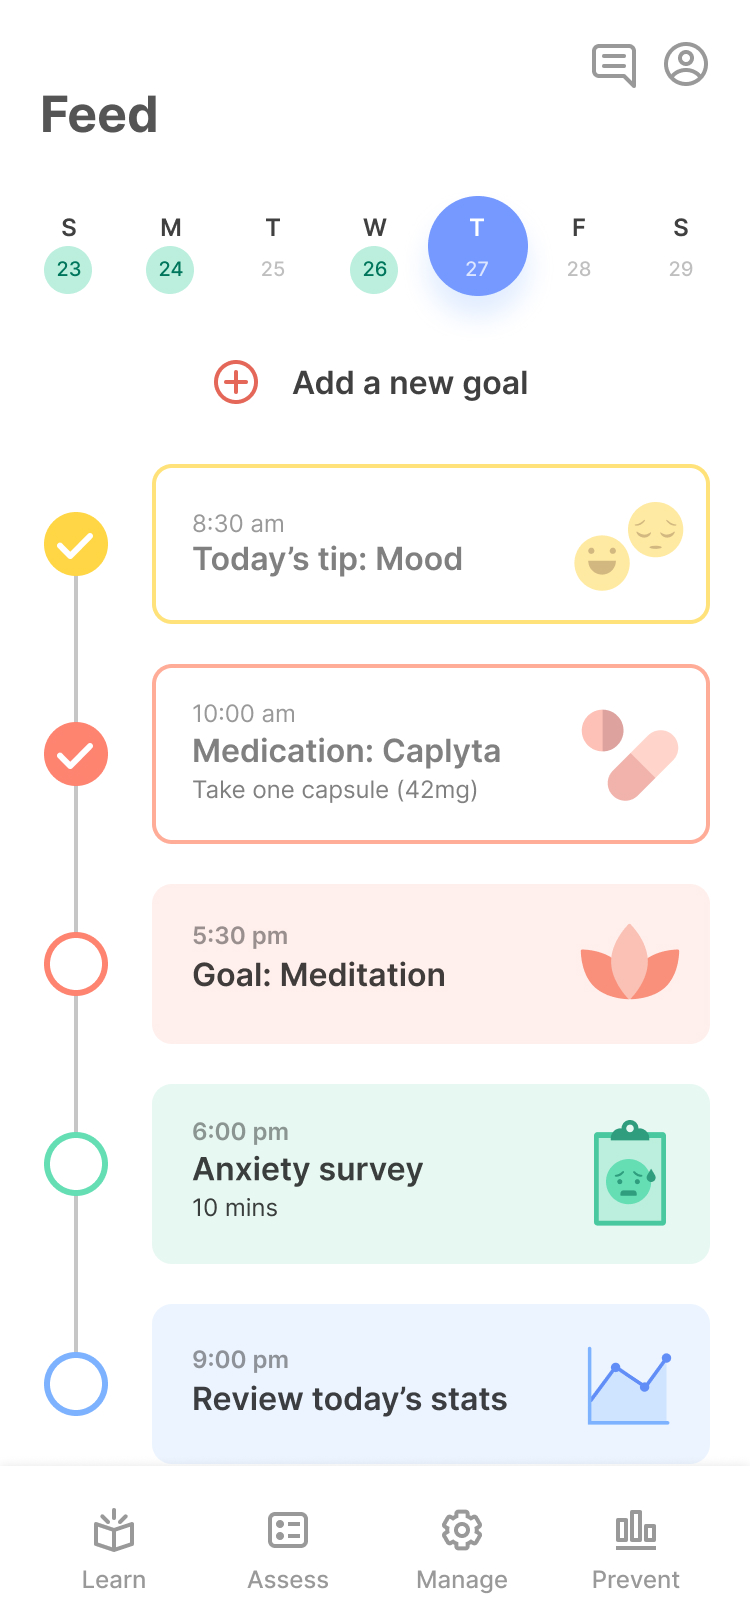 Feed
S M T W T F S
23 24 25 26 27 28 29
Add a new goal
8:30 am
Today’s tip: Mood
10:00 am
Medication: Caplyta
Take one capsule (42mg)
5:30 pm
Goal: Meditation
6:00 pm
Anxiety survey
10 mins
9:00 pm
Review today’s stats
Learn Assess Manage Prevent